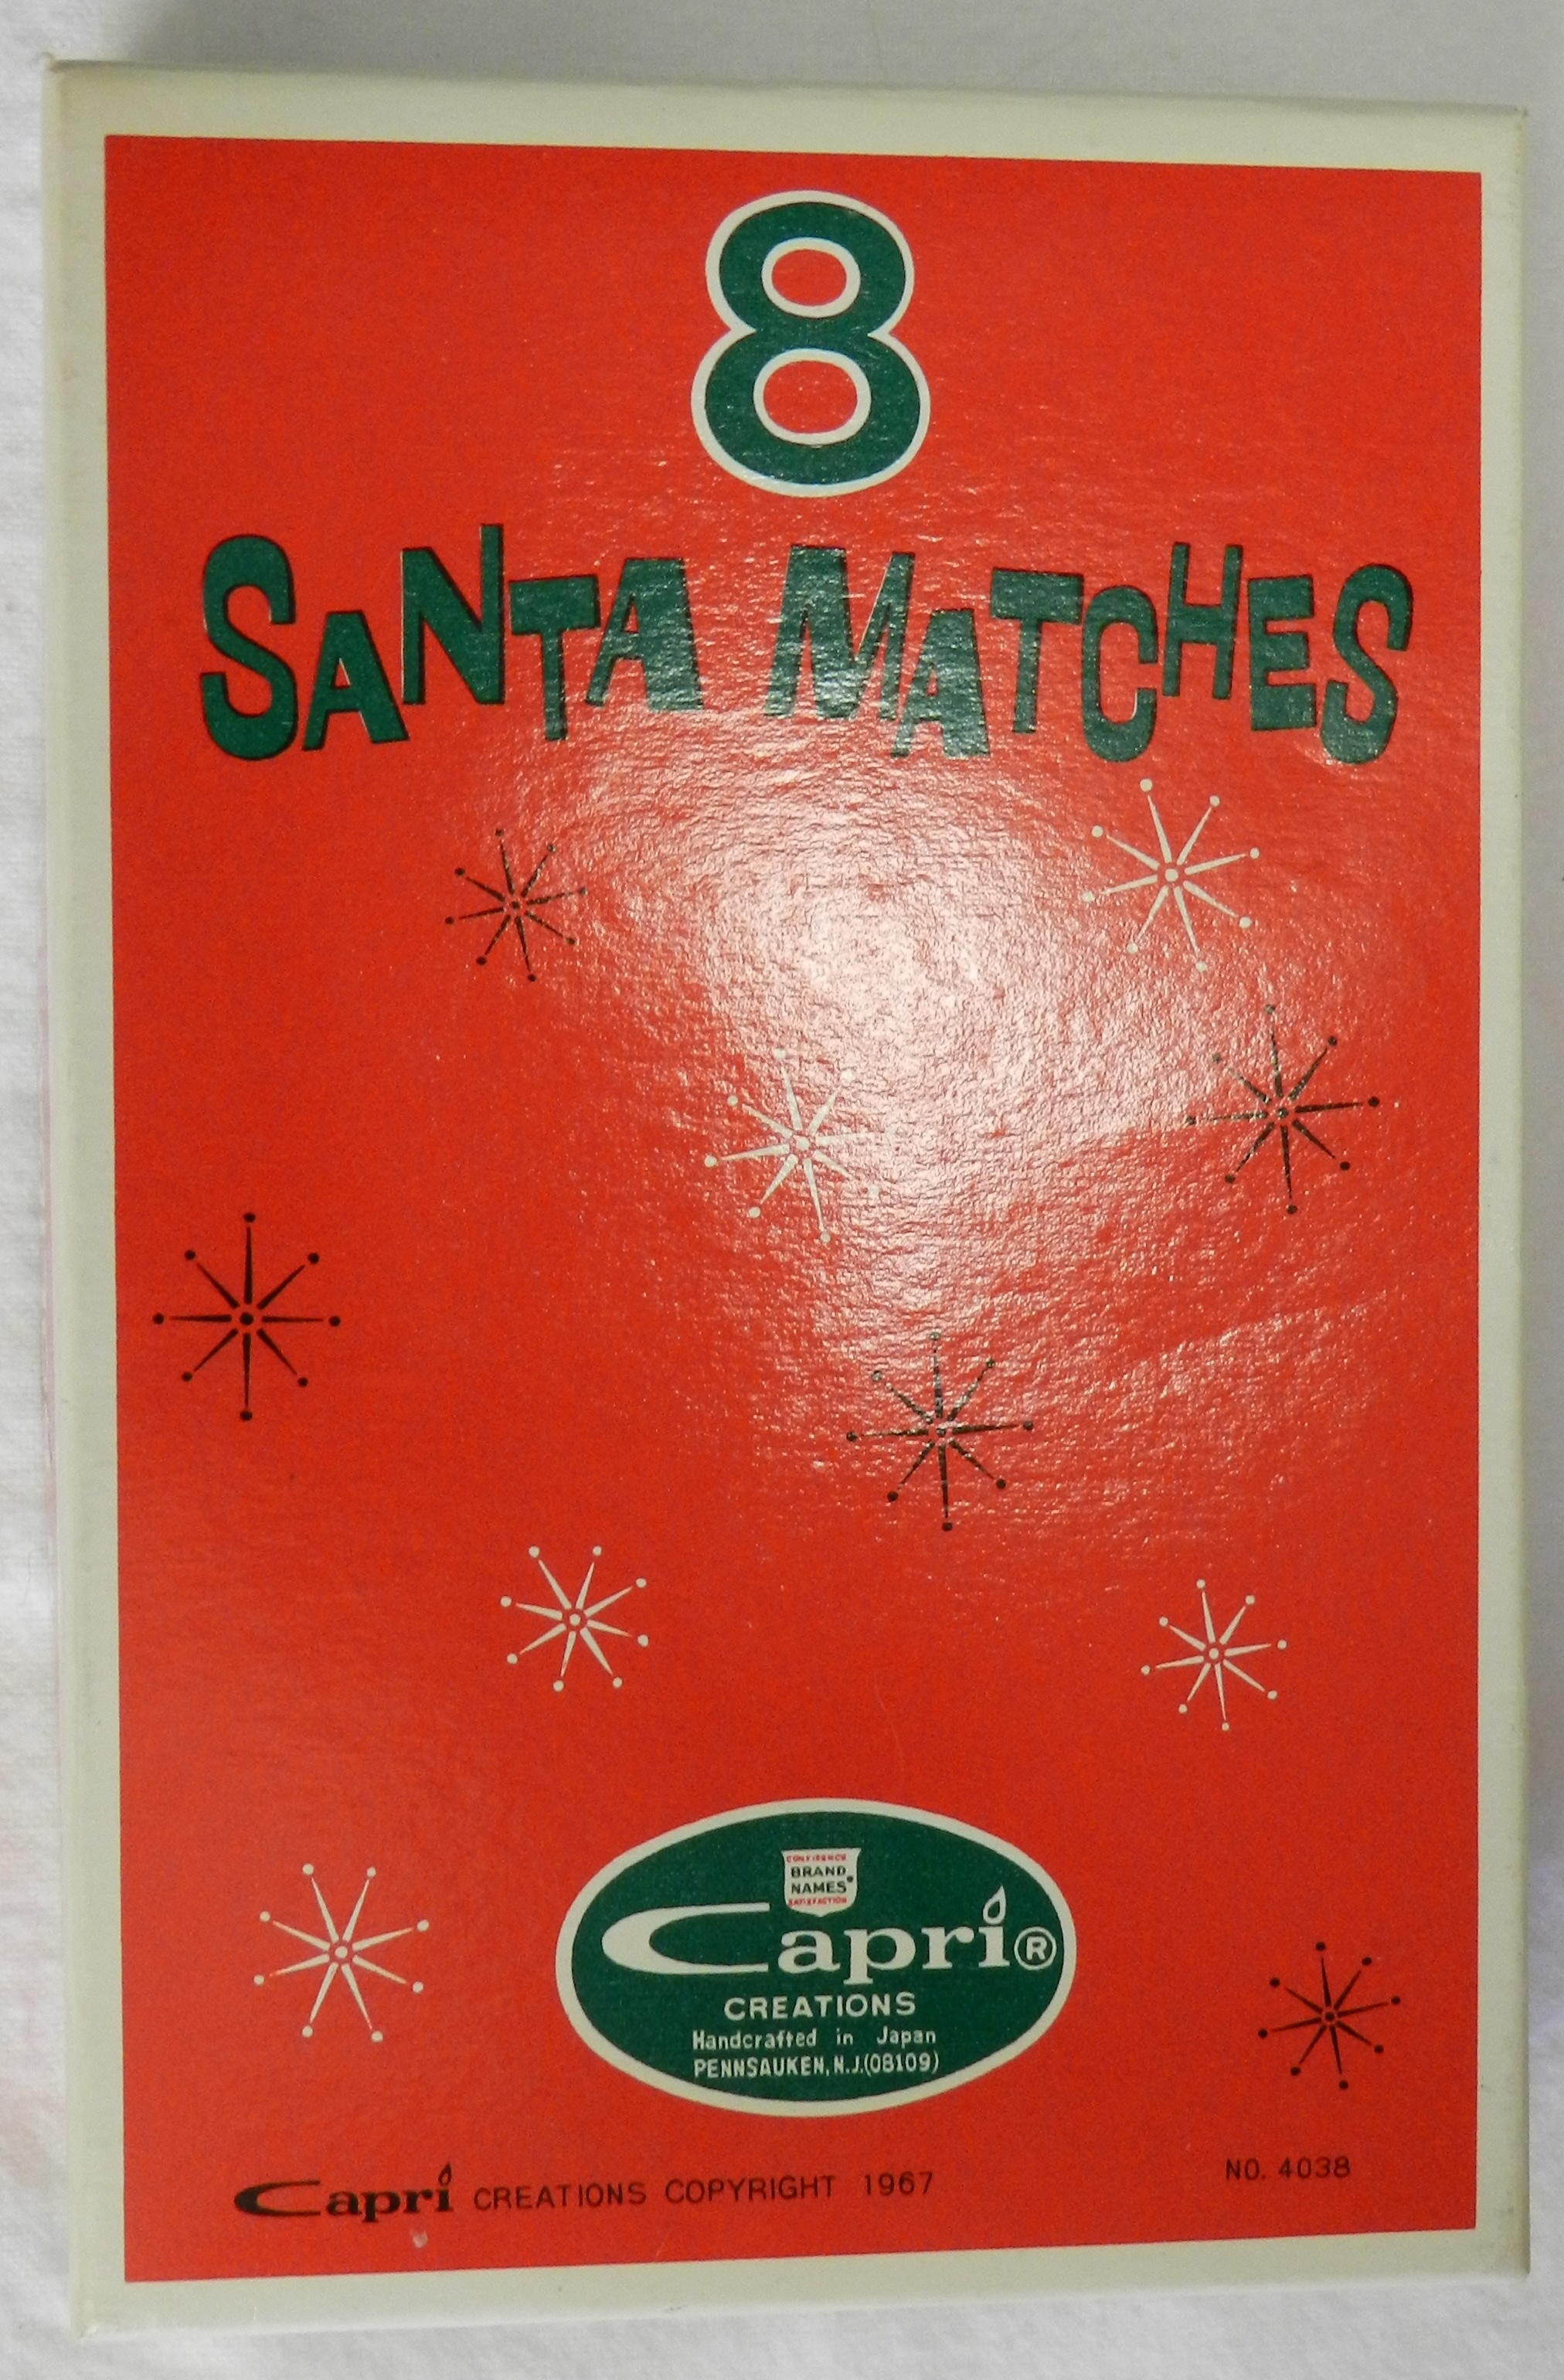 8
SANTA MATCHES
CONFIDENCE
BRAND
NAMES
SATISFACTION
Capri®
CREATIONS
Handcrafted in Japan
PENNSAUKEN, N.J.(08109)
Capri CREATIONS COPYRIGHT 1967
NO. 4038